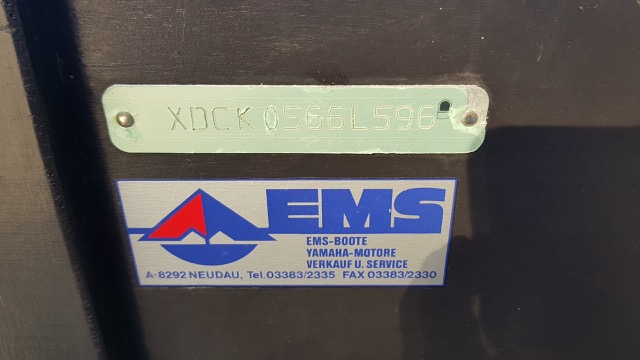 XDCK0566L596
EMS
EMS-BOOTE
YAMAHA-MOTORE
VERKAUF U. SERVICE
A-8292 NEUDAU, Tel.03383/2335 FAX 03383/2330